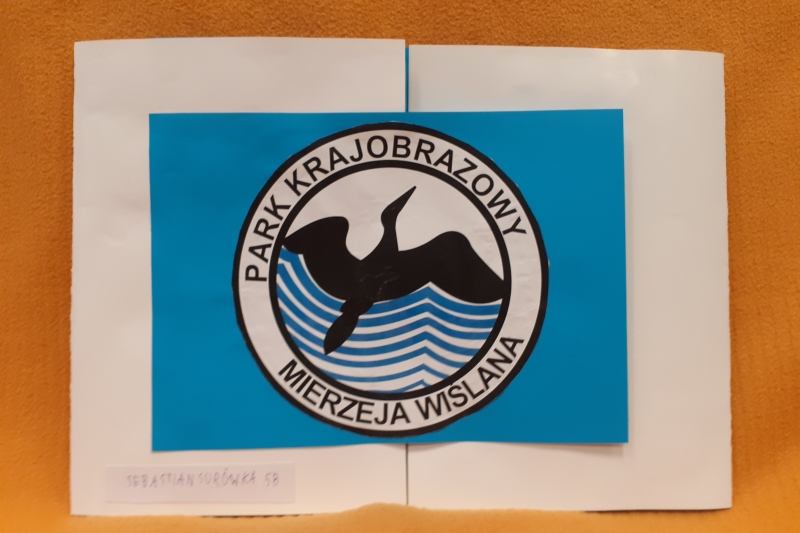 PARK KRAJOBRAZOWY
MIERZEJA WIŚLANA
SEBASTIAN SURÓWKA 5B